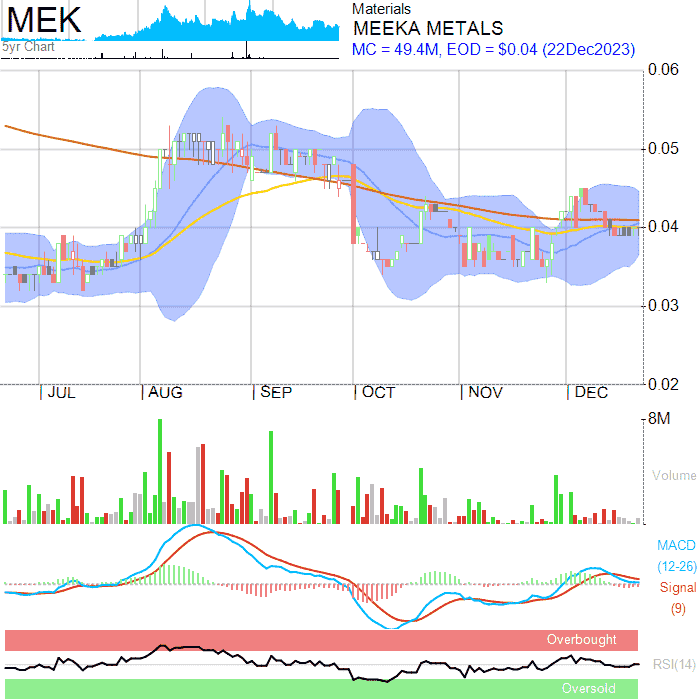 MEK
5yr Chart
Materials
MEEKA METALS
MC = 49.4M, EOD = $0.04 (22Dec2023)
0.06
0.05
0.04
0.03
0.02
JUL AUG SEP OCT NOV DEC
8M
Volume
MACD
(12-26)
Signal
(9)
Overbought
RSI(14)
Oversold